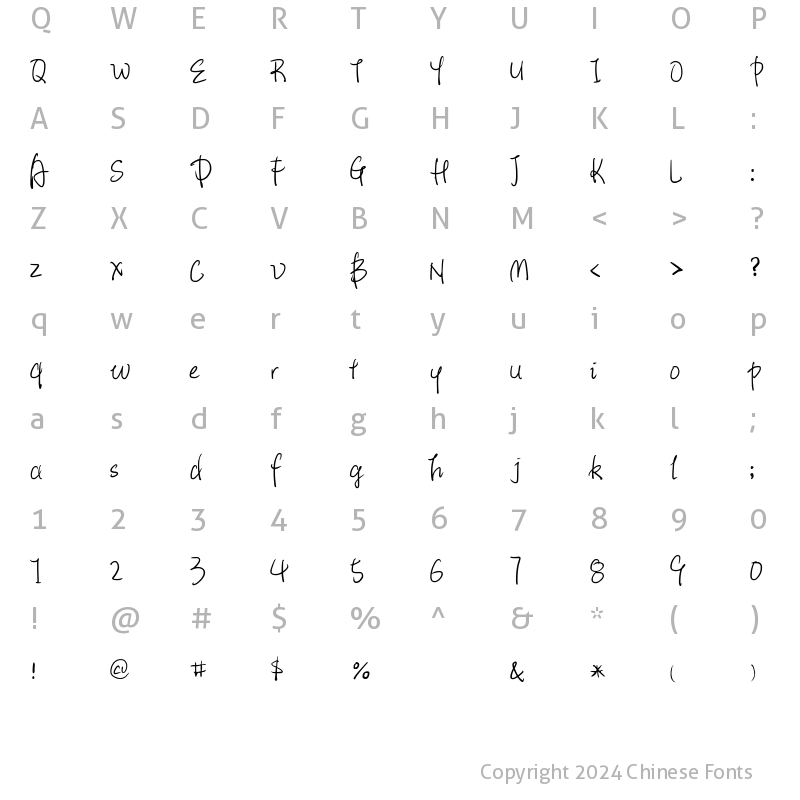 Q W E R T Y U I O P
Q W E R T Y U I O P
A S D F G H J K L :
A S D F G H J K L :
Z X C V B N M < > ?
Z X C V B N M < > ?
q w e r t y u i o p
q w e r t y u i o p
a s d f g h j k l ;
a s d f g h j k l ;
1 2 3 4 5 6 7 8 9 0
1 2 3 4 5 6 7 8 9 0
! @ # $ % ^ & * ( )
! @ # $ % & * ( )
Copyright 2024 Chinese Fonts